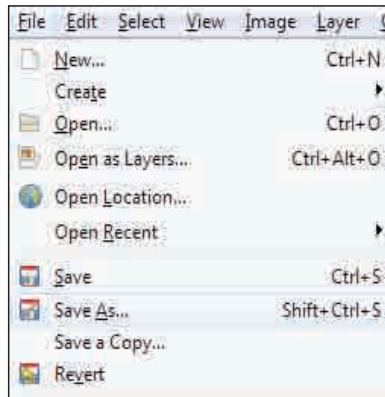 File Edit Select View Image Layer
New... Ctrl+N
Create
Open... Ctrl+O
Open as Layers... Ctrl+Alt+O
Open Location...
Open Recent
Save Ctrl+S
Save As... Shift+Ctrl+S
Save a Copy...
Revert